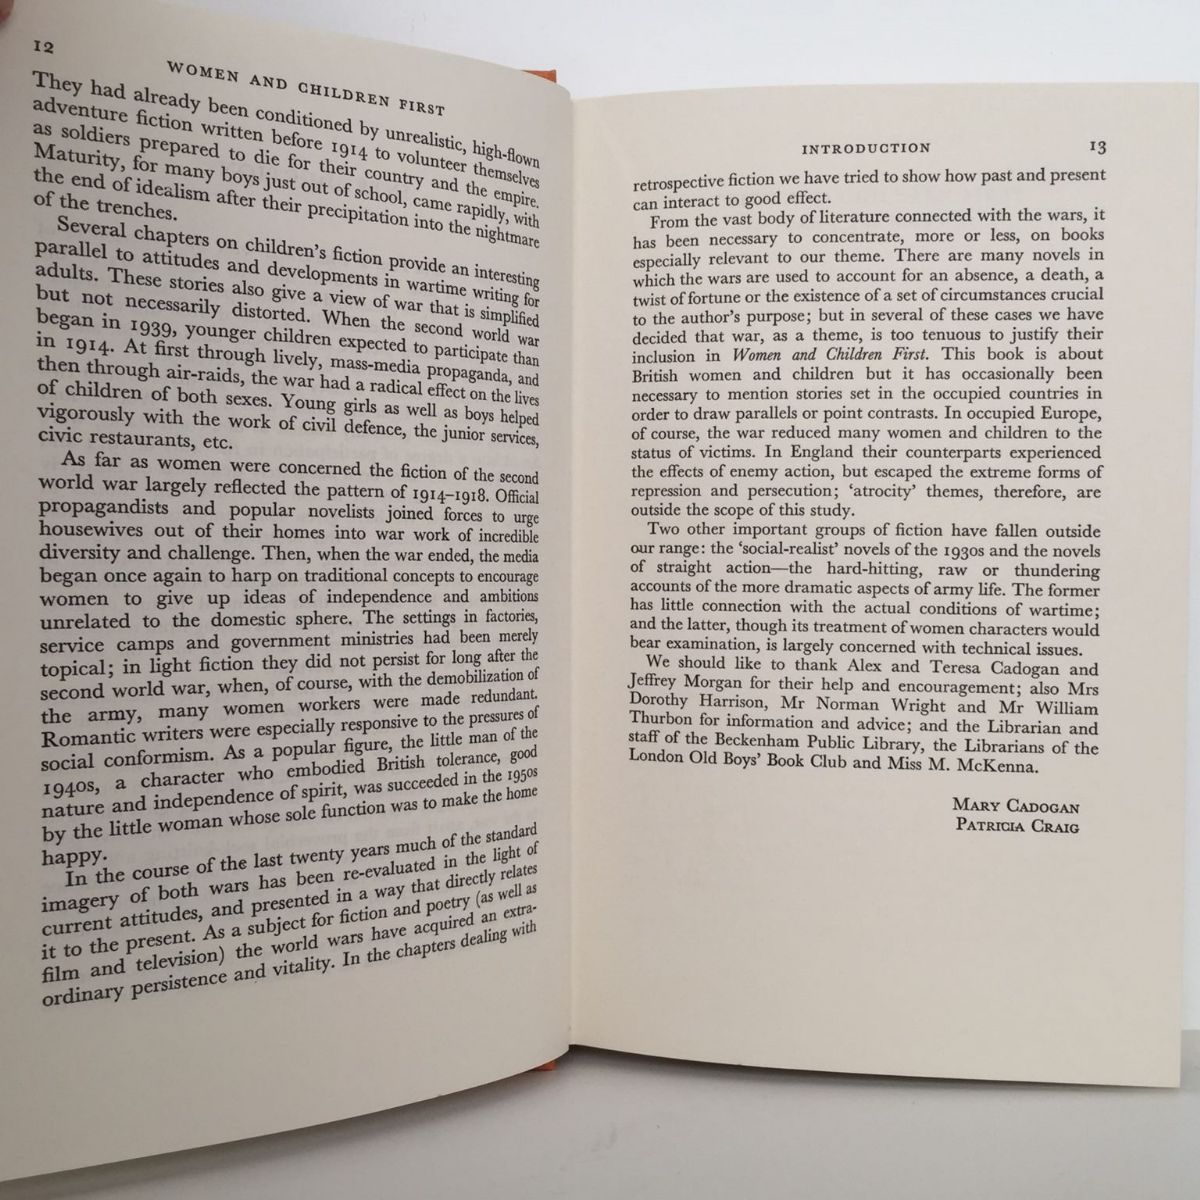 12
WOMEN AND CHILDREN FIRST
They had already been conditioned by unrealistic, high-flown
adventure fiction written before 1914 to volunteer themselves
as soldiers prepared to die for their country and the empire.
Maturity, for many boys just out of school, came rapidly, with
the end of idealism after their precipitation into the nightmare
of the trenches.
Several chapters on children's fiction provide an interesting
parallel to attitudes and developments in wartime writing for
adults. These stories also give a view of war that is simplified
but not necessarily distorted. When the second world war
began in 1939, younger children expected to participate than
in 1914. At first through lively, mass-media propaganda, and
then through air-raids, the war had a radical effect on the lives
of children of both sexes. Young girls as well as boys helped
vigorously with the work of civil defence, the junior services,
civic restaurants, etc.
As far as women were concerned the fiction of the second
world war largely reflected the pattern of 1914–1918. Official
propagandists and popular novelists joined forces to urge
housewives out of their homes into war work of incredible
diversity and challenge. Then, when the war ended, the media
began once again to harp on traditional concepts to encourage
women to give up ideas of independence and ambitions
unrelated to the domestic sphere. The settings in factories,
service camps and government ministries had been merely
topical; in light fiction they did not persist for long after the
second world war, when, of course, with the demobilization of
the army, many women workers were made redundant.
Romantic writers were especially responsive to the pressures of
social conformism. As a popular figure, the little man of the
1940s, a character who embodied British tolerance, good
nature and independence of spirit, was succeeded in the 1950s
by the little woman whose sole function was to make the home
happy.
In the course of the last twenty years much of the standard
imagery of both wars has been re-evaluated in the light of
current attitudes, and presented in a way that directly relates
it to the present. As a subject for fiction and poetry (as well as
film and television) the world wars have acquired an extra-
ordinary persistence and vitality. In the chapters dealing with
INTRODUCTION 13
retrospective fiction we have tried to show how past and present
can interact to good effect.
From the vast body of literature connected with the wars, it
has been necessary to concentrate, more or less, on books
especially relevant to our theme. There are many novels in
which the wars are used to account for an absence, a death, a
twist of fortune or the existence of a set of circumstances crucial
to the author's purpose; but in several of these cases we have
decided that war, as a theme, is too tenuous to justify their
inclusion in Women and Children First. This book is about
British women and children but it has occasionally been
necessary to mention stories set in the occupied countries in
order to draw parallels or point contrasts. In occupied Europe,
of course, the war reduced many women and children to the
status of victims. In England their counterparts experienced
the effects of enemy action, but escaped the extreme forms of
repression and persecution; 'atrocity' themes, therefore, are
outside the scope of this study.
Two other important groups of fiction have fallen outside
our range: the 'social-realist' novels of the 1930s and the novels
of straight action—the hard-hitting, raw or thundering
accounts of the more dramatic aspects of army life. The former
has little connection with the actual conditions of wartime;
and the latter, though its treatment of women characters would
bear examination, is largely concerned with technical issues.
We should like to thank Alex and Teresa Cadogan and
Jeffrey Morgan for their help and encouragement; also Mrs
Dorothy Harrison, Mr Norman Wright and Mr William
Thurbon for information and advice; and the Librarian and
staff of the Beckenham Public Library, the Librarians of the
London Old Boys' Book Club and Miss M. McKenna.
MARY CADOGAN
PATRICIA CRAIG